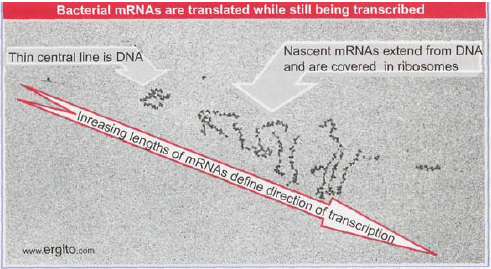 Bacterial mRNAs are translated while still being transcribed
Thin central line is DNA
Nascent mRNAs extend from DNA
and are covered in ribosomes
Inreasing lengths of mRNAs define direction of transcription
www.ergito.com